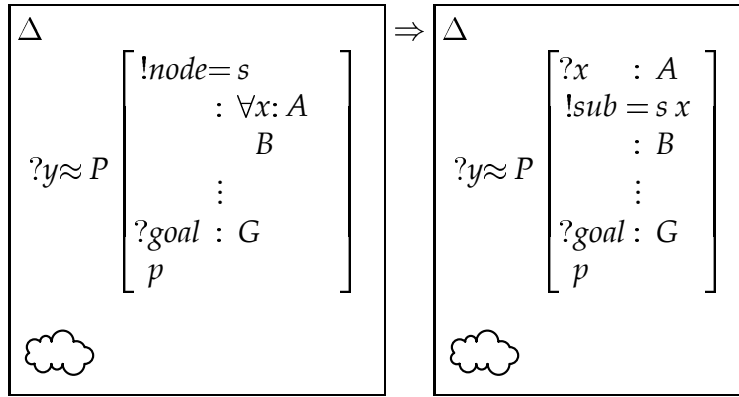 Δ ⇒ Δ
!node= s ?x : A
: ∀x: A !sub = s x
B : B
?y≈ P ?y≈ P
⋮ ⋮
?goal : G ?goal : G
p p